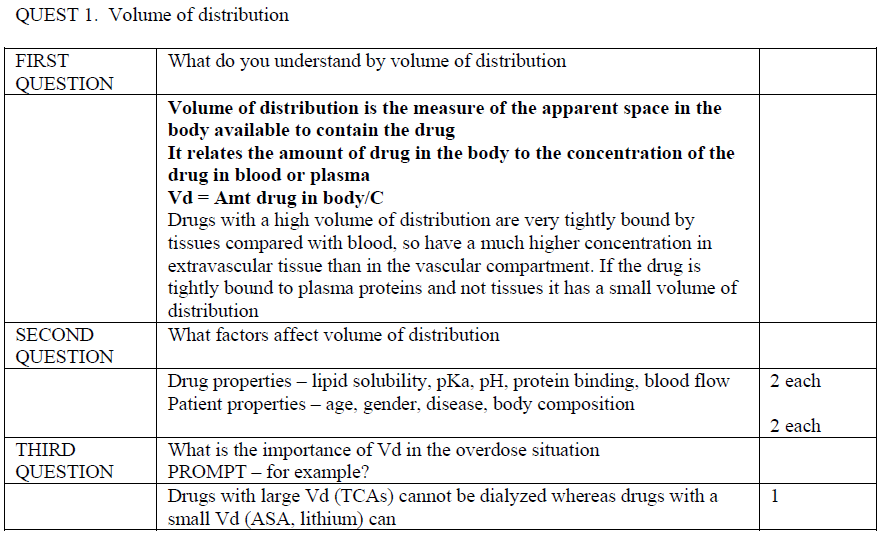 QUEST 1.  Volume of distribution
FIRST
QUESTION
What do you understand by volume of distribution
Volume of distribution is the measure of the apparent space in the
body available to contain the drug
It relates the amount of drug in the body to the concentration of the
drug in blood or plasma
Vd = Amt drug in body/C
Drugs with a high volume of distribution are very tightly bound by
tissues compared with blood, so have a much higher concentration in
extravascular tissue than in the vascular compartment. If the drug is
tightly bound to plasma proteins and not tissues it has a small volume of
distribution
SECOND
QUESTION
What factors affect volume of distribution
Drug properties – lipid solubility, pKa, pH, protein binding, blood flow
Patient properties – age, gender, disease, body composition
2 each
2 each
THIRD
QUESTION
What is the importance of Vd in the overdose situation
PROMPT – for example?
Drugs with large Vd (TCAs) cannot be dialyzed whereas drugs with a
small Vd (ASA, lithium) can
1